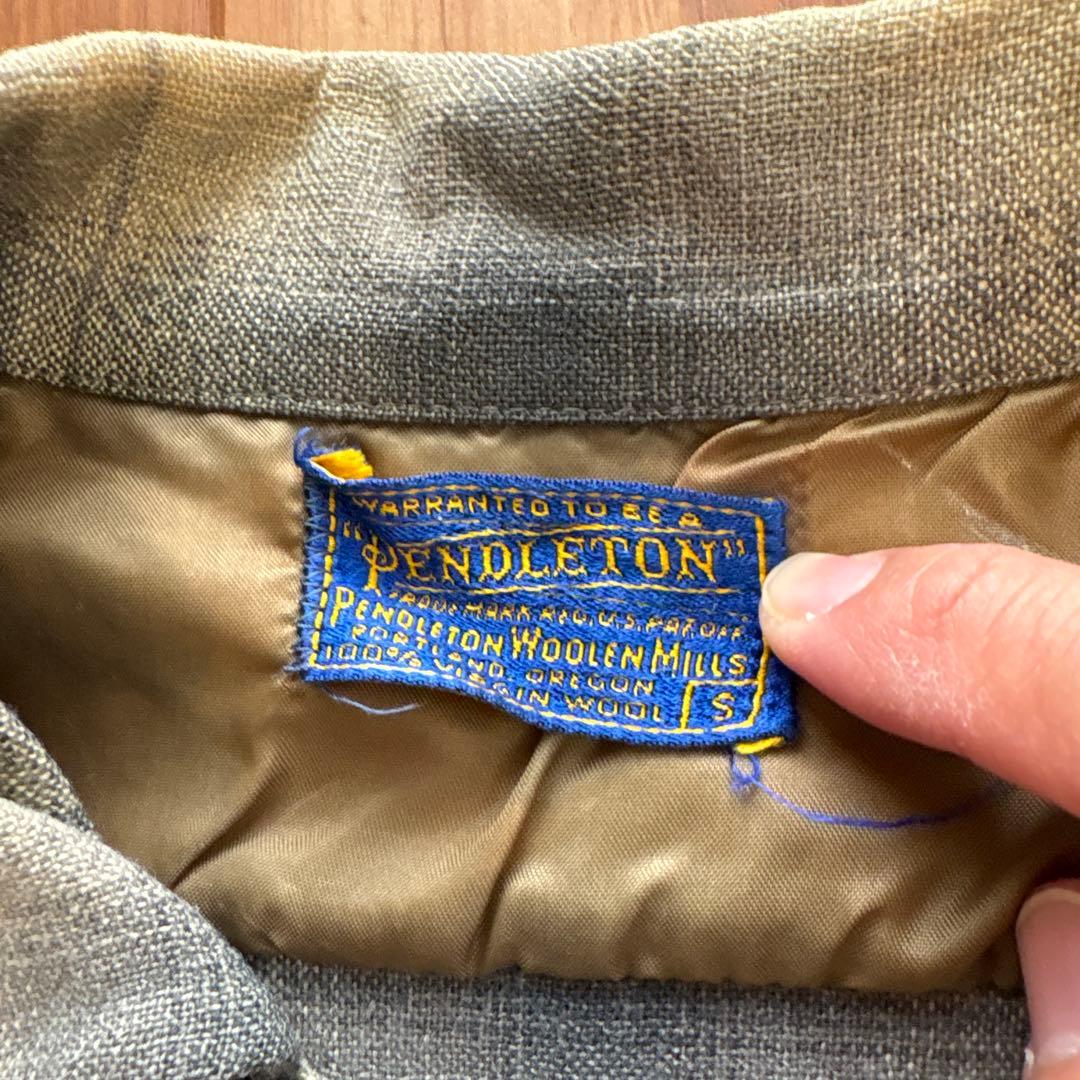 WARRANTED TO BE A
"PENDLETON"
TRADE MARK REG. U.S. PAT. OFF.
PENDLETON WOOLEN MILLS
PORTLAND OREGON
100% VIRGIN WOOL S